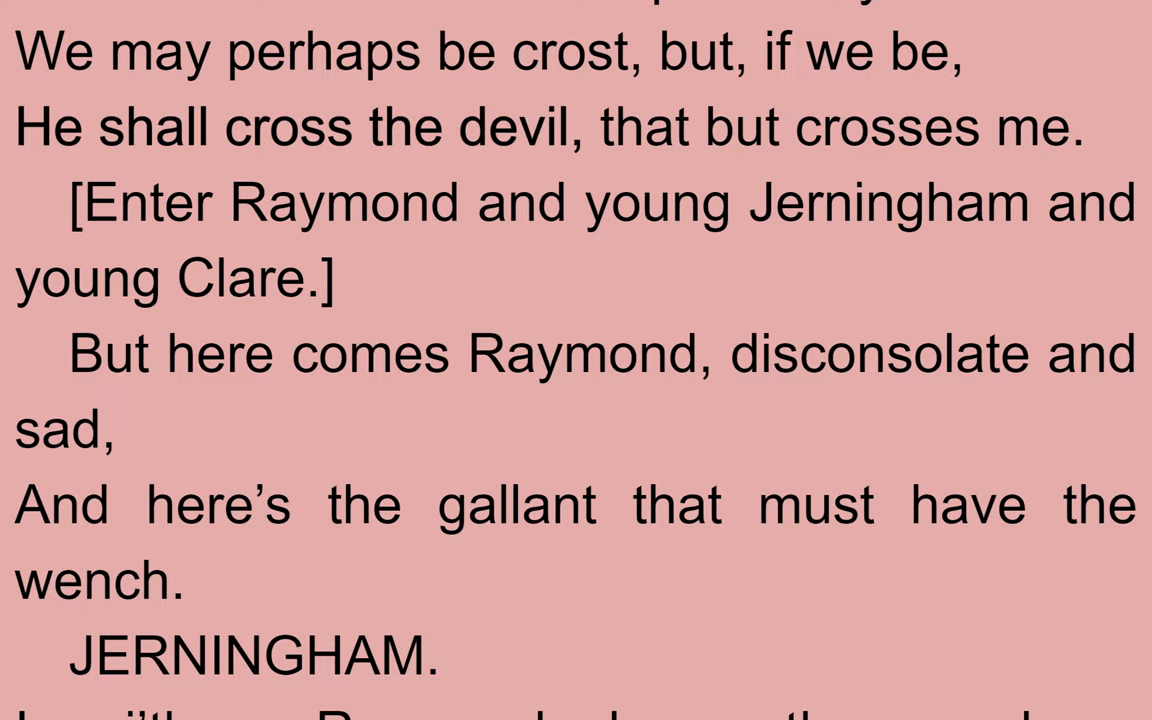 We may perhaps be crost, but, if we be,
He shall cross the devil, that but crosses me.
[Enter Raymond and young Jerningham and
young Clare.]
But here comes Raymond, disconsolate and
sad,
And here’s the gallant that must have the
wench.
JERNINGHAM.